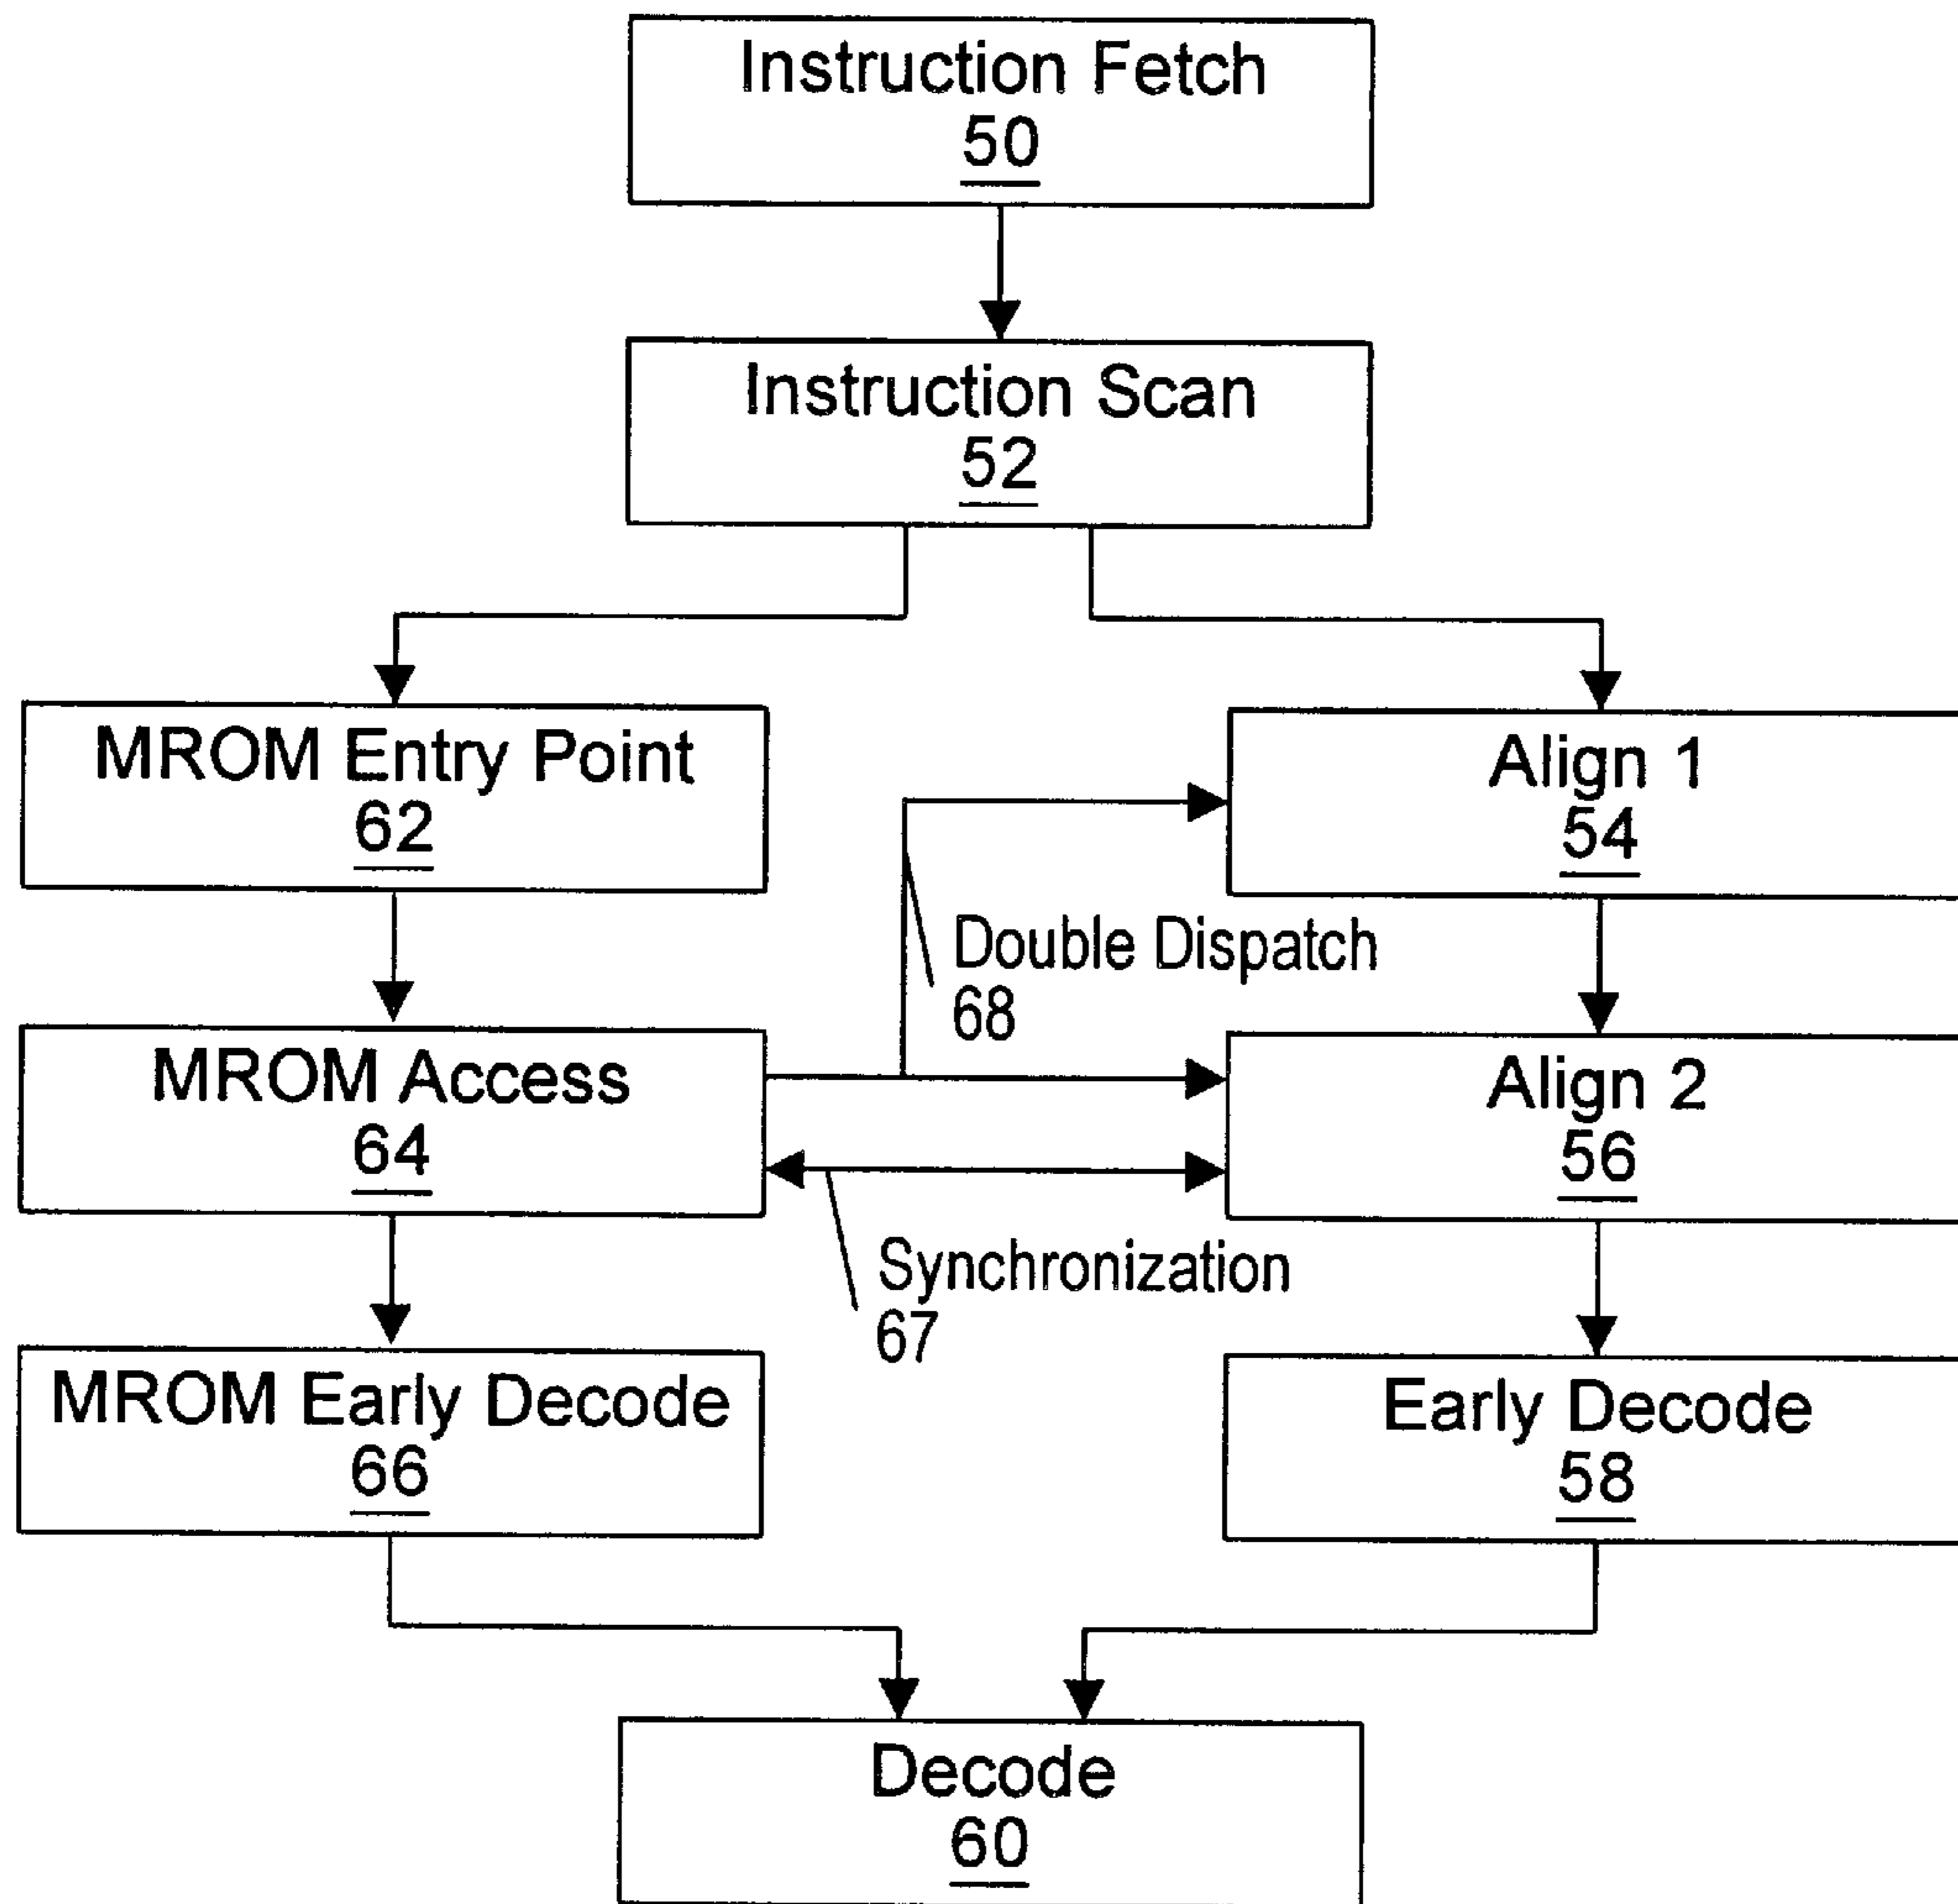 Instruction Fetch
50
Instruction Scan
52
MROM Entry Point
62
Align 1
54
Double Dispatch
68
MROM Access
64
Align 2
56
Synchronization
67
MROM Early Decode
66
Early Decode
58
Decode
60